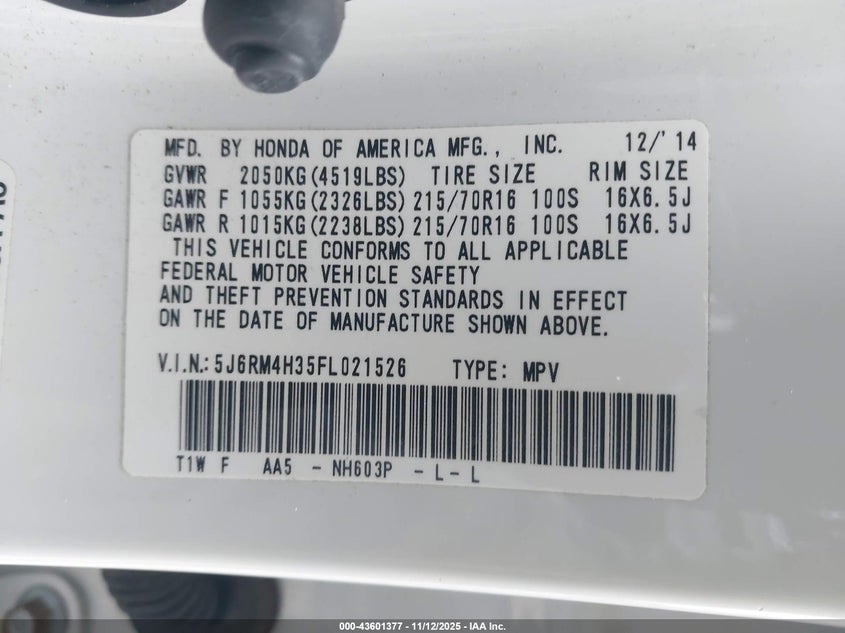 MFD. BY HONDA OF AMERICA MFG., INC. 12/'14
GVWR 2050KG(4519LBS) TIRE SIZE RIM SIZE
GAWR F 1055KG(2326LBS) 215/70R16 100S 16X6.5J
GAWR R 1015KG(2238LBS) 215/70R16 100S 16X6.5J
THIS VEHICLE CONFORMS TO ALL APPLICABLE
FEDERAL MOTOR VEHICLE SAFETY
AND THEFT PREVENTION STANDARDS IN EFFECT
ON THE DATE OF MANUFACTURE SHOWN ABOVE.
V.I.N.: 5J6RM4H35FL021526 TYPE: MPV
T1W F AA5 - NH603P - L - L
000-43601377 - 11/12/2025 - IAA Inc.